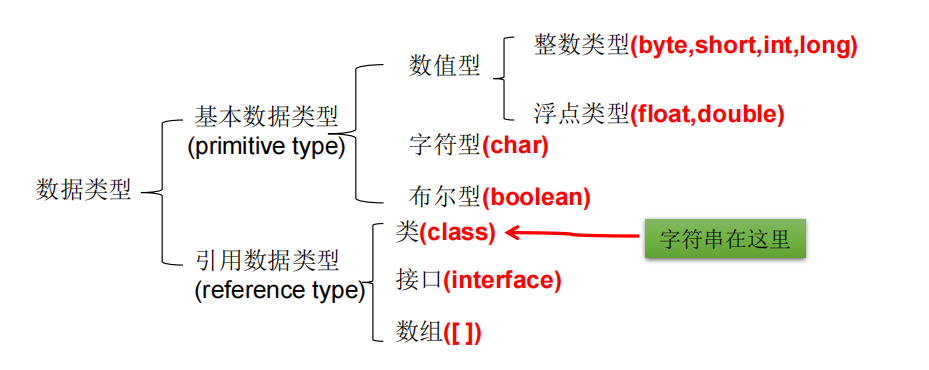 整数类型(byte,short,int,long)
数值型
浮点类型(float,double)
基本数据类型
(primitive type)
字符型(char)
数据类型
布尔型(boolean)
类(class)
字符串在这里
引用数据类型
(reference type)
接口(interface)
数组([ ])